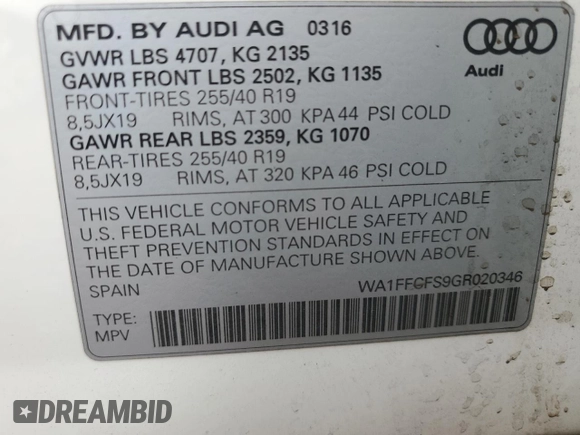 MFD. BY AUDI AG 0316
GVWR LBS 4707, KG 2135
GAWR FRONT LBS 2502, KG 1135
FRONT-TIRES 255/40 R19
8,5JX19 RIMS, AT 300 KPA 44 PSI COLD
GAWR REAR LBS 2359, KG 1070
REAR-TIRES 255/40 R19
8,5JX19 RIMS, AT 320 KPA 46 PSI COLD
Audi
THIS VEHICLE CONFORMS TO ALL APPLICABLE
U.S. FEDERAL MOTOR VEHICLE SAFETY AND
THEFT PREVENTION STANDARDS IN EFFECT ON
THE DATE OF MANUFACTURE SHOWN ABOVE.
SPAIN WA1FFCFS9GR020346
TYPE:
MPV
DREAMBID